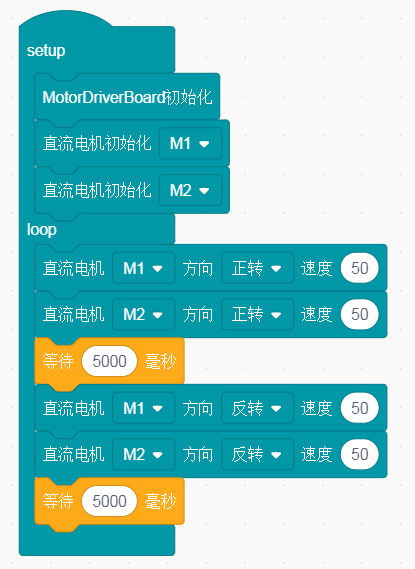 setup
MotorDriverBoard初始化
直流电机初始化 M1
直流电机初始化 M2
loop
直流电机 M1 方向 正转 速度 50
直流电机 M2 方向 正转 速度 50
等待 5000 毫秒
直流电机 M1 方向 反转 速度 50
直流电机 M2 方向 反转 速度 50
等待 5000 毫秒